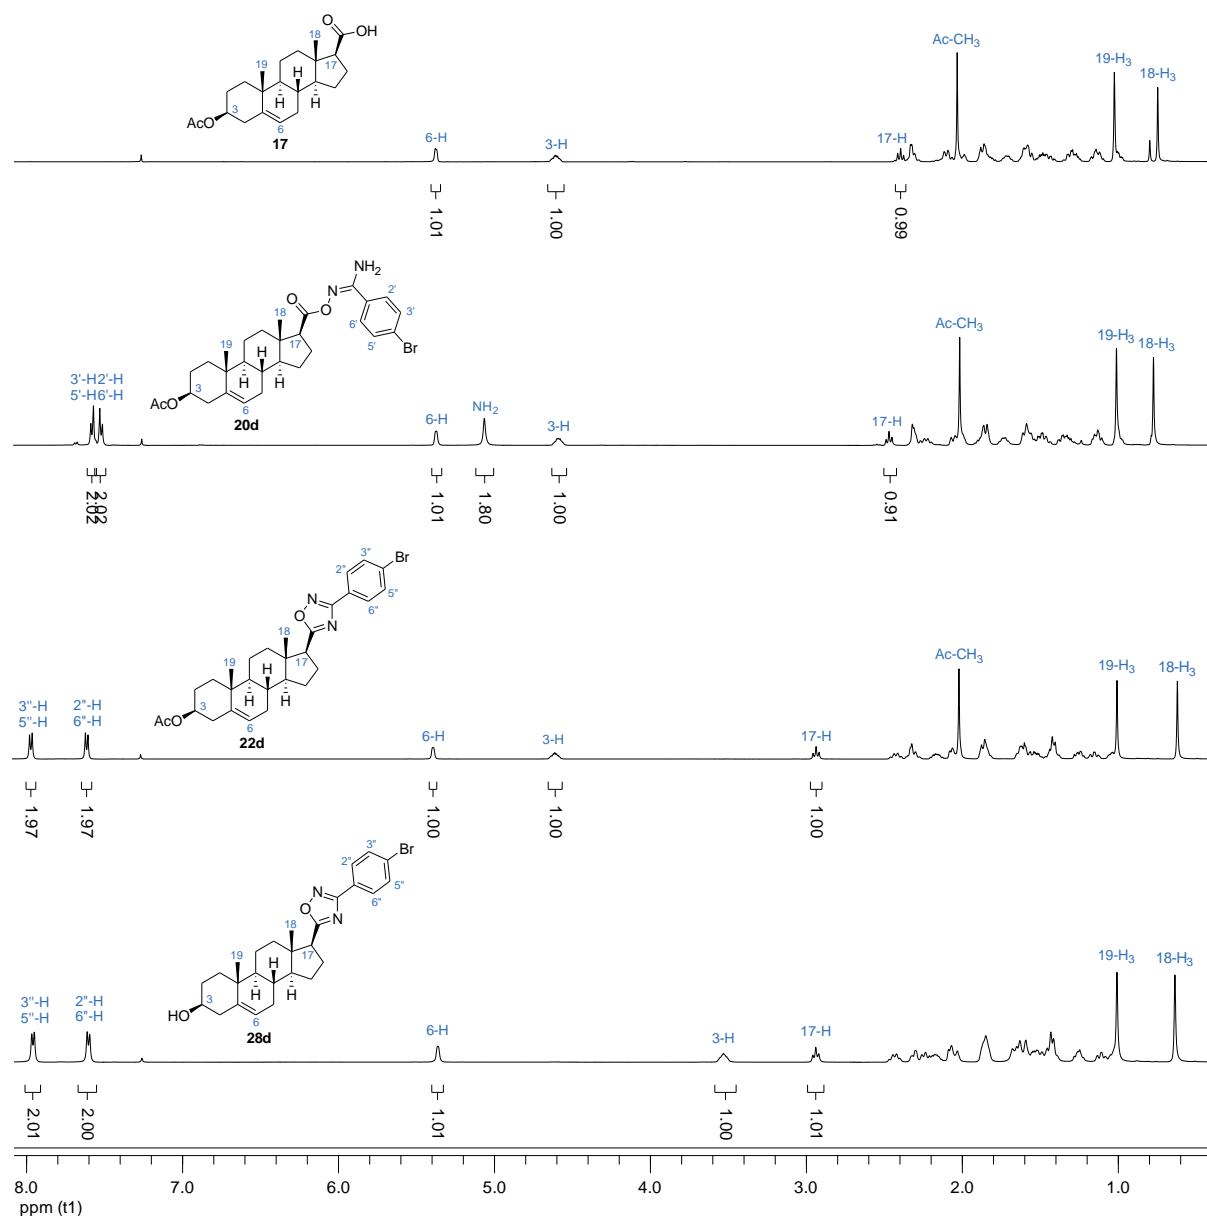 O
OH
18
17
19
H
H
H
3
AcO
6
17
6-H
3-H
17-H
Ac-CH3
19-H3
18-H3
1.01
1.00
0.99
NH2
N
O
O
2'
3'
6'
5'
Br
18
17
19
H
H
H
3
AcO
6
20d
3'-H 2'-H
5'-H 6'-H
6-H
NH2
3-H
17-H
Ac-CH3
19-H3
18-H3
2.02
2.02
1.01
1.80
1.00
0.91
3"
Br
2"
5"
6"
N
O
N
18
17
19
H
H
H
3
AcO
6
22d
3"-H
5"-H
2"-H
6"-H
6-H
3-H
17-H
Ac-CH3
19-H3
18-H3
1.97
1.97
1.00
1.00
1.00
3"
Br
2"
5"
6"
N
O
N
18
17
19
H
H
H
3
HO
6
28d
3"-H
5"-H
2"-H
6"-H
6-H
3-H
17-H
19-H3
18-H3
2.01
2.00
1.01
1.00
1.01
8.0 7.0 6.0 5.0 4.0 3.0 2.0 1.0
ppm (t1)